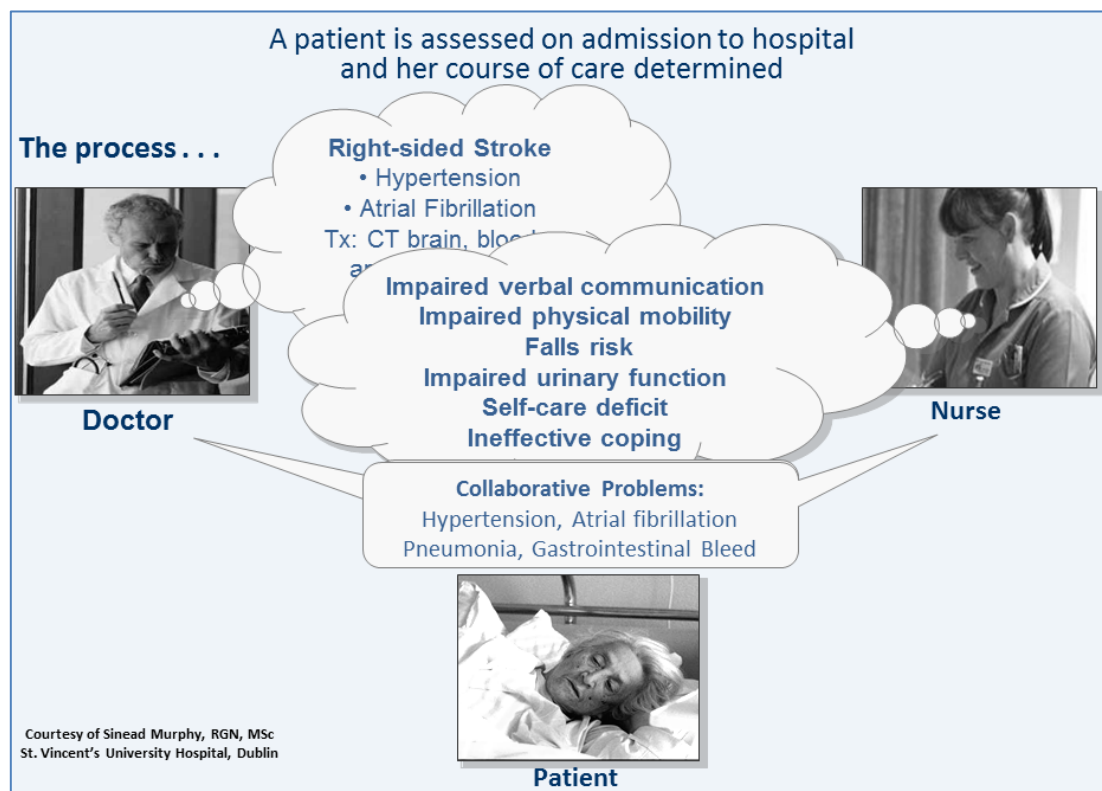 A patient is assessed on admission to hospital
and her course of care determined
The process . . .
Right-sided Stroke
• Hypertension
• Atrial Fibrillation
Tx: CT brain,
Impaired verbal communication
Impaired physical mobility
Falls risk
Impaired urinary function
Self-care deficit
Ineffective coping
Doctor
Nurse
Collaborative Problems:
Hypertension, Atrial fibrillation
Pneumonia, Gastrointestinal Bleed
Courtesy of Sinead Murphy, RGN, MSc
St. Vincent’s University Hospital, Dublin
Patient